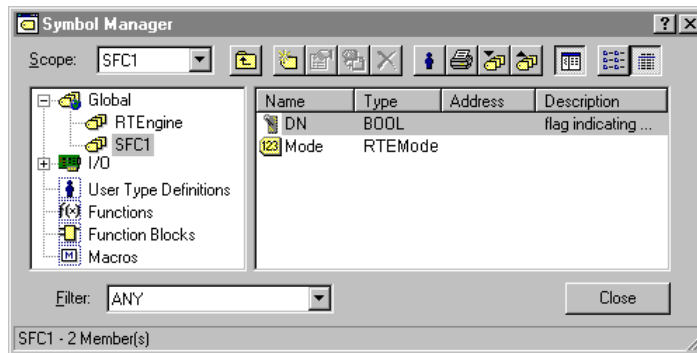 Symbol Manager
Scope: SFC1
Global
RTEngine
SFC1
I/O
User Type Definitions
f(x) Functions
Function Blocks
M Macros
Name Type Address Description
DN BOOL flag indicating ...
123 Mode RTEMode
Filter: ANY
Close
SFC1 - 2 Member(s)